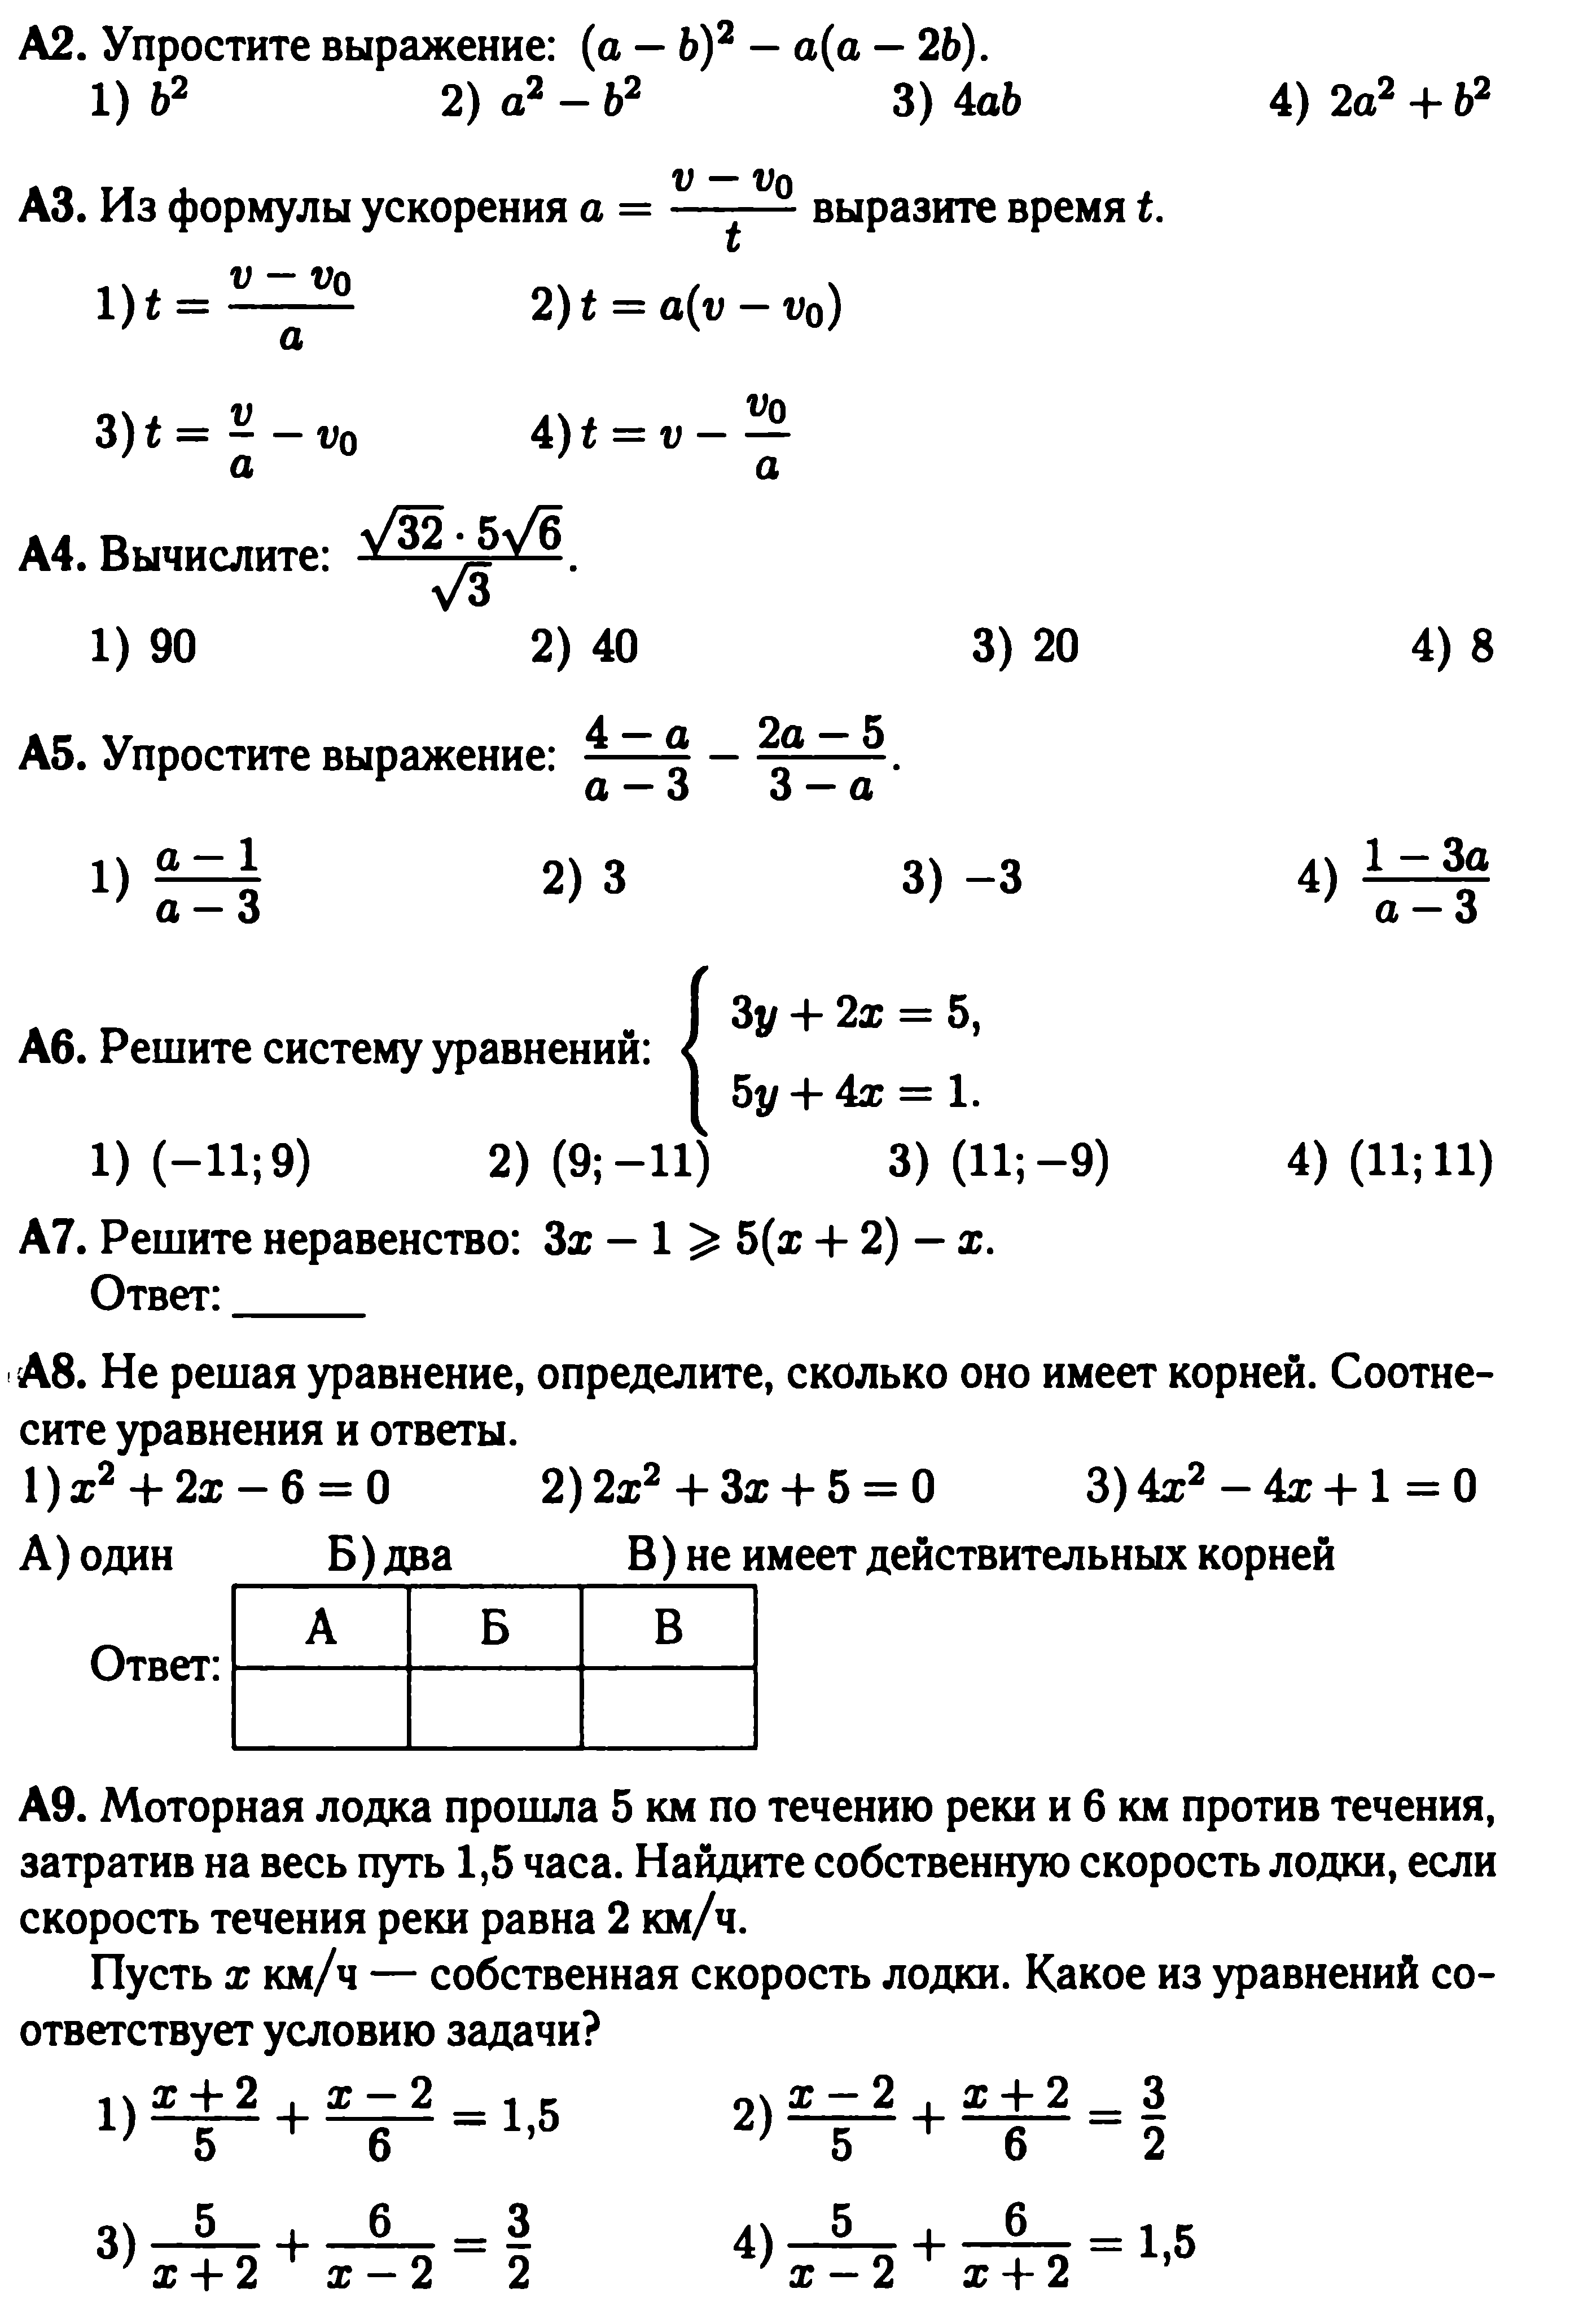 А2. Упростите выражение: (a − b)² − a(a − 2b).
1) b² 2) a² − b² 3) 4ab 4) 2a² + b²
А3. Из формулы ускорения a = (v − v₀)/t выразите время t.
1) t = (v − v₀)/a 2) t = a(v − v₀)
3) t = v/a − v₀ 4) t = v − v₀/a
А4. Вычислите: (√32 · 5√6)/√3.
1) 90 2) 40 3) 20 4) 8
А5. Упростите выражение: (4 − a)/(a − 3) − (2a − 5)/(3 − a).
1) (a − 1)/(a − 3) 2) 3 3) −3 4) (1 − 3a)/(a − 3)
А6. Решите систему уравнений: { 3y + 2x = 5,
5y + 4x = 1.
1) (−11; 9) 2) (9; −11) 3) (11; −9) 4) (11; 11)
А7. Решите неравенство: 3x − 1 ⩾ 5(x + 2) − x.
Ответ: ______
А8. Не решая уравнение, определите, сколько оно имеет корней. Соотне-
сите уравнения и ответы.
1) x² + 2x − 6 = 0 2) 2x² + 3x + 5 = 0 3) 4x² − 4x + 1 = 0
А) один Б) два В) не имеет действительных корней
А Б В
Ответ:
А9. Моторная лодка прошла 5 км по течению реки и 6 км против течения,
затратив на весь путь 1,5 часа. Найдите собственную скорость лодки, если
скорость течения реки равна 2 км/ч.
Пусть x км/ч — собственная скорость лодки. Какое из уравнений со-
ответствует условию задачи?
1) (x + 2)/5 + (x − 2)/6 = 1,5 2) (x − 2)/5 + (x + 2)/6 = 3/2
3) 5/(x + 2) + 6/(x − 2) = 3/2 4) 5/(x − 2) + 6/(x + 2) = 1,5